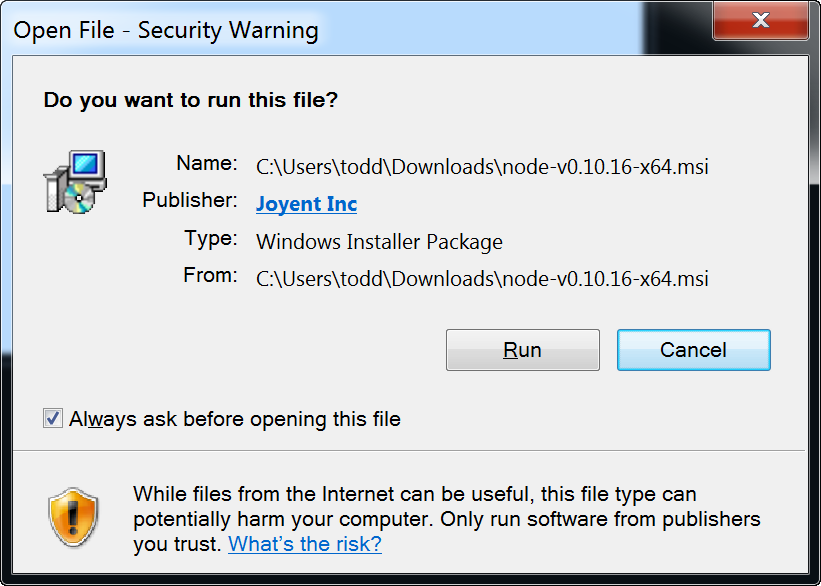 Open File - Security Warning
Do you want to run this file?
Name: C:\Users\todd\Downloads\node-v0.10.16-x64.msi
Publisher: Joyent Inc
Type: Windows Installer Package
From: C:\Users\todd\Downloads\node-v0.10.16-x64.msi
Run Cancel
Always ask before opening this file
While files from the Internet can be useful, this file type can
potentially harm your computer. Only run software from publishers
you trust. What's the risk?